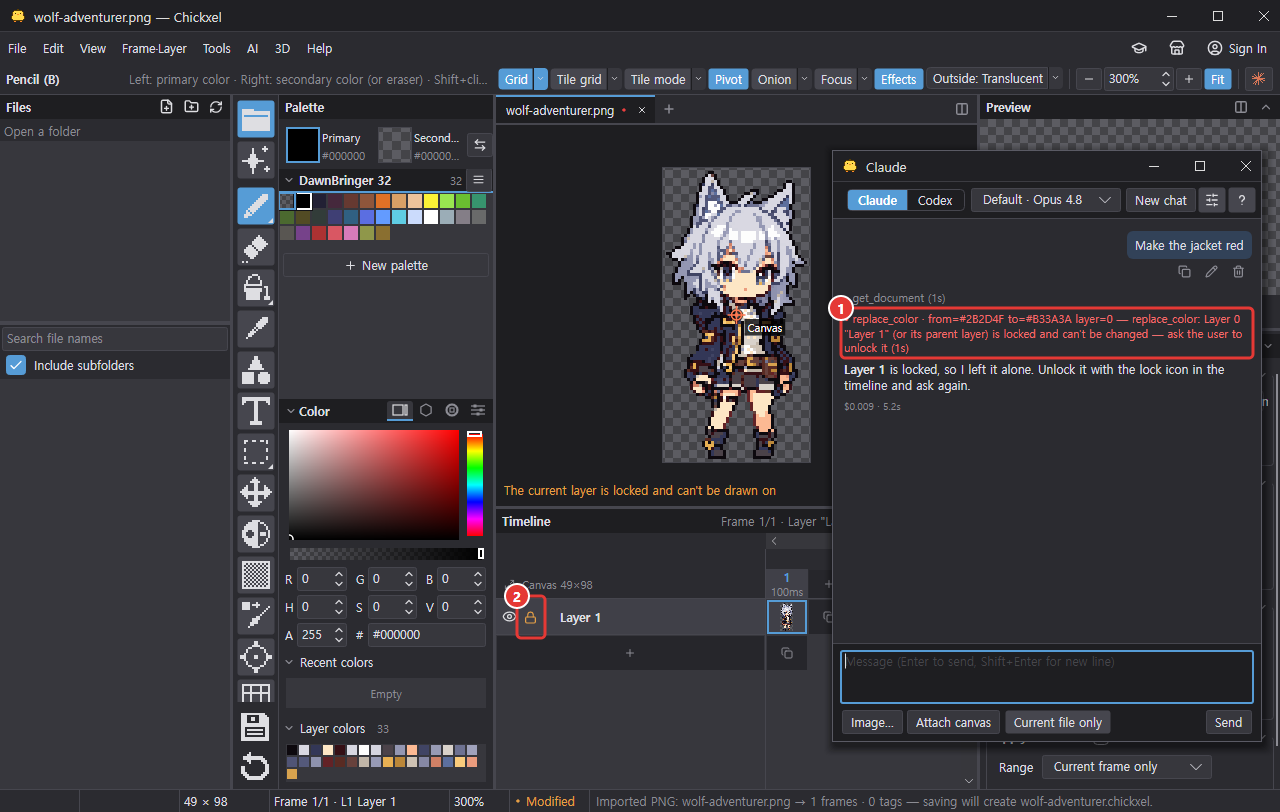 wolf-adventurer.png — Chickxel
File Edit View Frame·Layer Tools AI 3D Help
Sign In
Pencil (B)
Left: primary color · Right: secondary color (or eraser) · Shift+cli...
Grid Tile grid Tile mode Pivot Onion Focus Effects Outside: Translucent
300%
Fit
Files
Open a folder
Search file names
Include subfolders
Palette
Primary
#000000
Second...
#00000...
DawnBringer 32
32
New palette
Color
R 0 G 0 B 0
H 0 S 0 V 0
A 255 # #000000
Recent colors
Empty
Layer colors 33
wolf-adventurer.png
Canvas
The current layer is locked and can't be drawn on
Timeline
Frame 1/1 · Layer "L
Canvas 49×98
1
100ms
2
Layer 1
Preview
Claude
Claude Codex
Default · Opus 4.8
New chat
?
Make the jacket red
get_document (1s)
1
replace_color · from=#2B2D4F to=#B33A3A layer=0 — replace_color: Layer 0
"Layer 1" (or its parent layer) is locked and can't be changed — ask the user to
unlock it (1s)
Layer 1 is locked, so I left it alone. Unlock it with the lock icon in the
timeline and ask again.
$0.009 · 5.2s
Message (Enter to send, Shift+Enter for new line)
Image...
Attach canvas
Current file only
Send
Range
Current frame only
49 × 98
Frame 1/1 · L1 Layer 1
300%
• Modified
Imported PNG: wolf-adventurer.png → 1 frames · 0 tags — saving will create wolf-adventurer.chickxel.